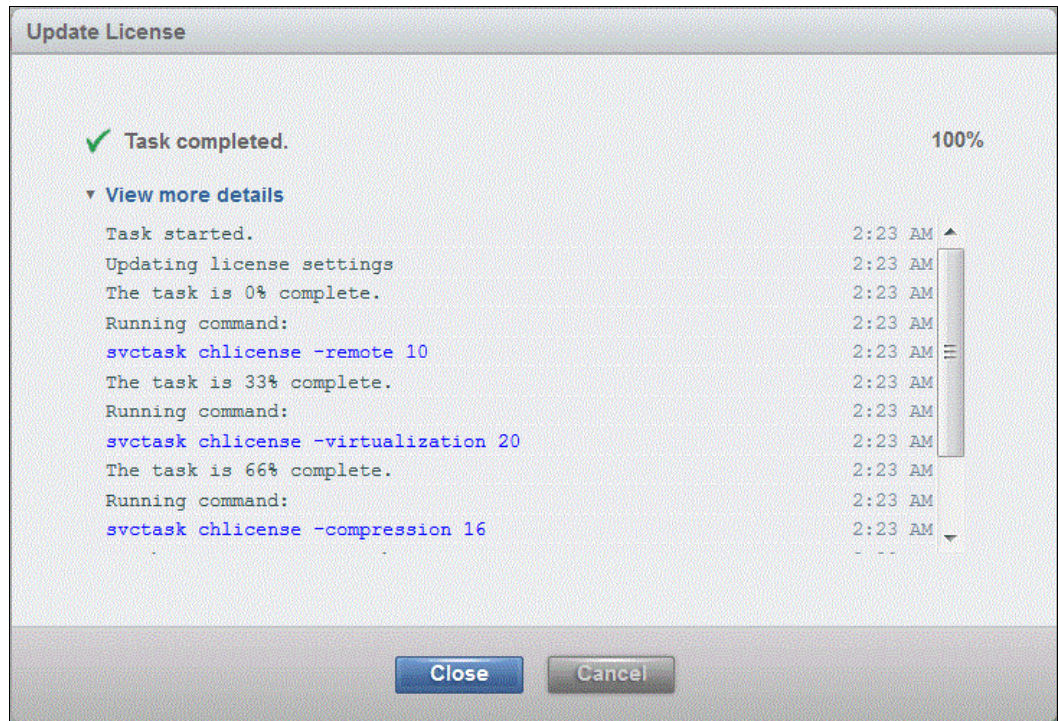 Update License
Task completed. 100%
View more details
Task started. 2:23 AM
Updating license settings 2:23 AM
The task is 0% complete. 2:23 AM
Running command: 2:23 AM
svctask chlicense -remote 10 2:23 AM
The task is 33% complete. 2:23 AM
Running command: 2:23 AM
svctask chlicense -virtualization 20 2:23 AM
The task is 66% complete. 2:23 AM
Running command: 2:23 AM
svctask chlicense -compression 16 2:23 AM
Close Cancel